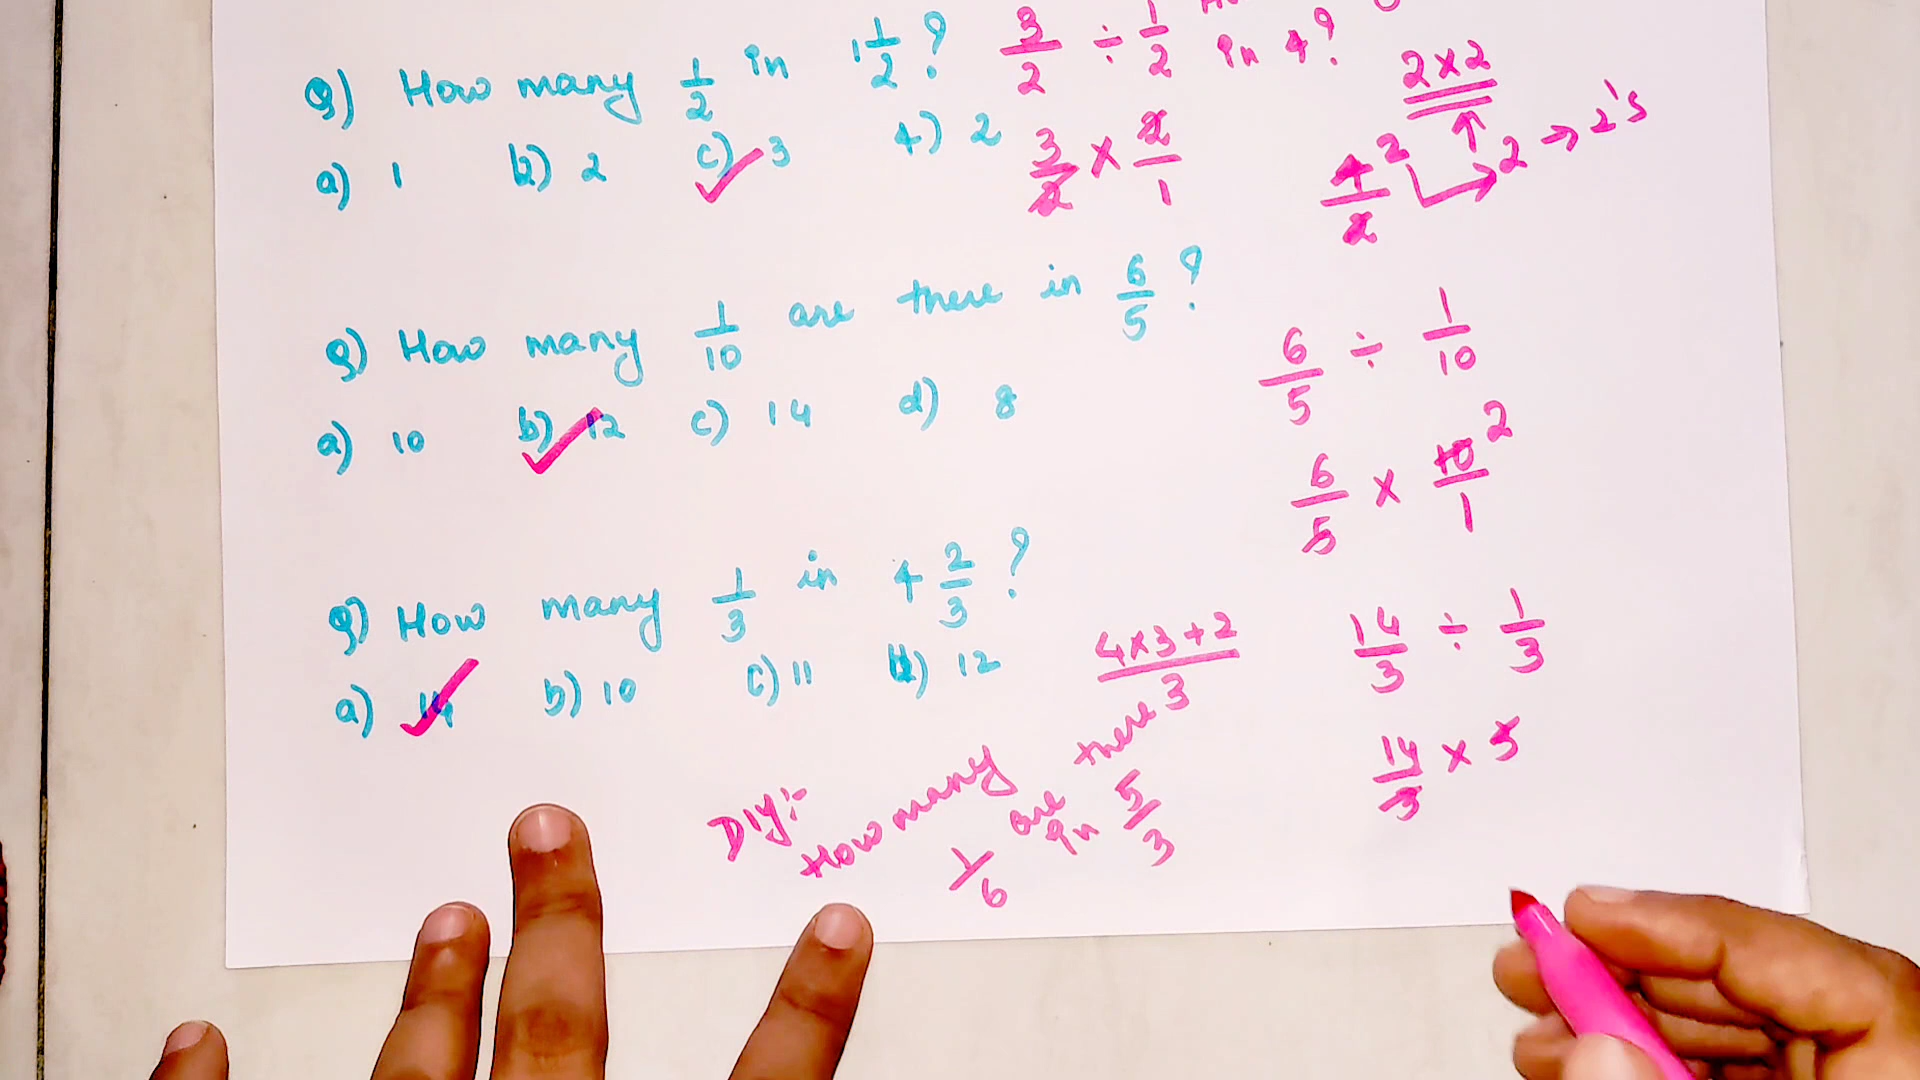 Q) How many 1/2 in 1 1/2?
a) 1 b) 2 c) 3 4) 2
3/2 ÷ 1/2
3/2 × 2/1
in 4?
2×2
4/2 2 → 2 → 2's
Q) How many 1/10 are there in 6/5?
a) 10 b) 12 c) 14 d) 8
6/5 ÷ 1/10
6/5 × 10/1 2
Q) How many 1/3 in 4 2/3?
a) 14 b) 10 c) 11 d) 12
4×3+2/3
14/3 ÷ 1/3
14/3 ×
DIY:-
How many
1/6 are there
in 5/3